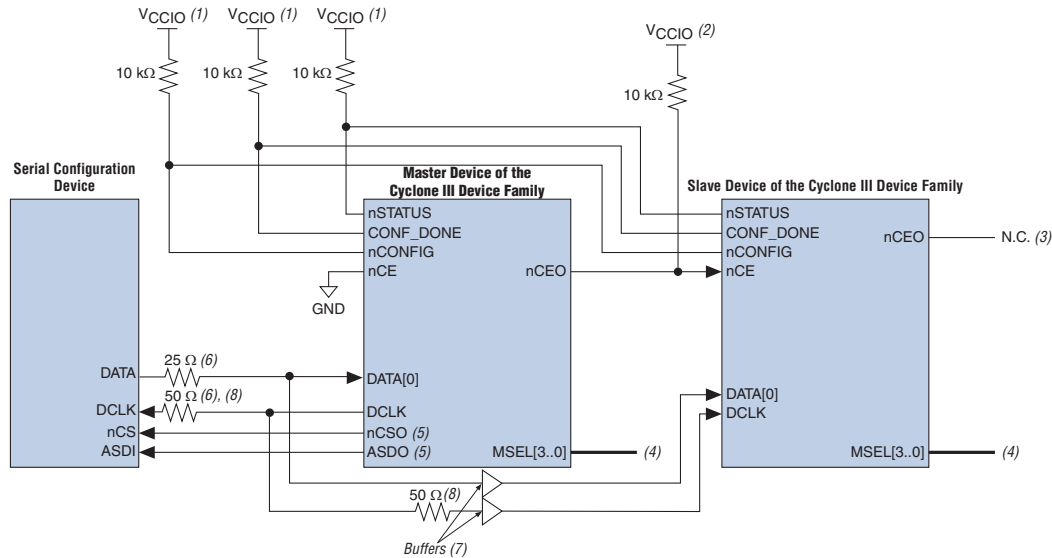 VCCIO (1)
VCCIO (1)
VCCIO (1)
VCCIO (2)
10 kΩ
10 kΩ
10 kΩ
10 kΩ
Serial Configuration
Device
Master Device of the
Cyclone III Device Family
Slave Device of the Cyclone III Device Family
nSTATUS
CONF_DONE
nCONFIG
nCE
nCEO
GND
nSTATUS
CONF_DONE
nCONFIG
nCE
nCEO
N.C. (3)
DATA
25 Ω (6)
DATA[0]
DCLK
50 Ω (6), (8)
DCLK
nCS
nCSO (5)
ASDI
ASDO (5)
MSEL[3..0]
(4)
DATA[0]
DCLK
MSEL[3..0]
(4)
50 Ω (8)
Buffers (7)